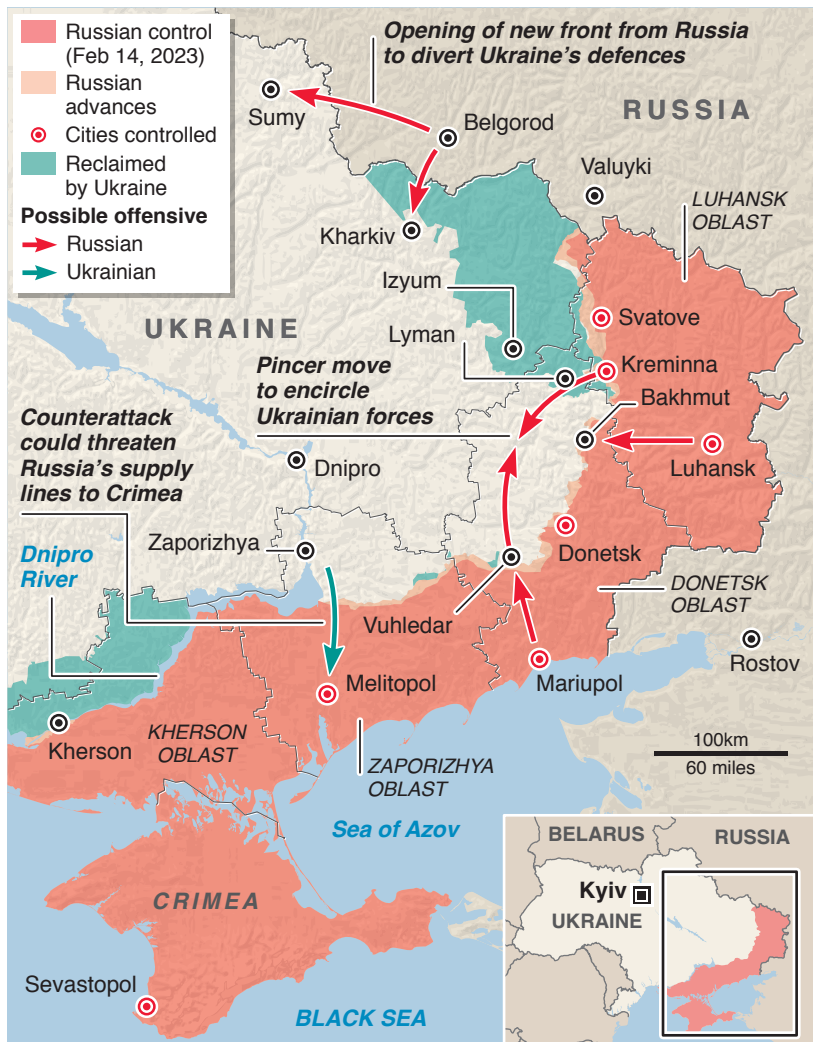 Russian control
(Feb 14, 2023)
Russian
advances
Cities controlled
Reclaimed
by Ukraine
Possible offensive
Russian
Ukrainian
Opening of new front from Russia
to divert Ukraine's defences
RUSSIA
Sumy
Belgorod
Valuyki
LUHANSK
OBLAST
Kharkiv
Izyum
UKRAINE
Svatove
Lyman
Pincer move
to encircle
Ukrainian forces
Kreminna
Bakhmut
Counterattack
could threaten
Russia's supply
lines to Crimea
Dnipro
Luhansk
Zaporizhya
Donetsk
Dnipro
River
DONETSK
OBLAST
Vuhledar
Rostov
Melitopol
Mariupol
Kherson
KHERSON
OBLAST
ZAPORIZHYA
OBLAST
100km
60 miles
Sea of Azov
CRIMEA
Sevastopol
BLACK SEA
BELARUS
RUSSIA
Kyiv
UKRAINE